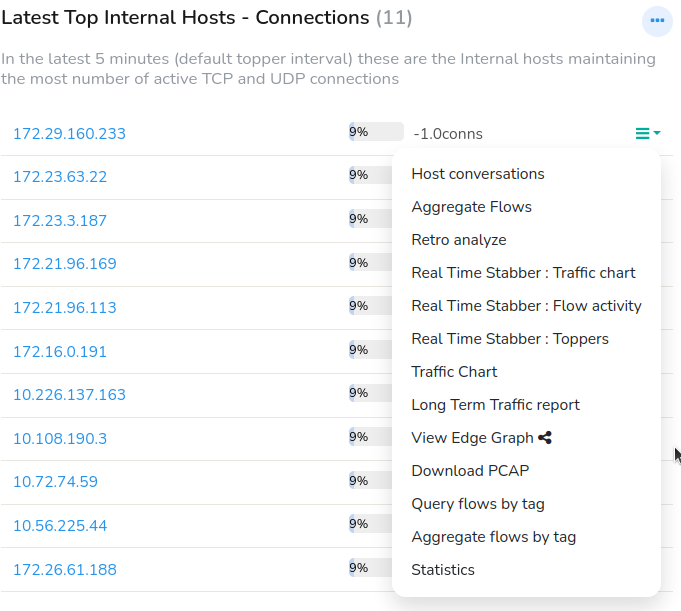 Latest Top Internal Hosts - Connections (11)
In the latest 5 minutes (default topper interval) these are the Internal hosts maintaining
the most number of active TCP and UDP connections
172.29.160.233 9% -1.0conns
172.23.63.22 9%
172.23.3.187 9%
172.21.96.169 9%
172.21.96.113 9%
172.16.0.191 9%
10.226.137.163 9%
10.108.190.3 9%
10.72.74.59 9%
10.56.225.44 9%
172.26.61.188 9%
Host conversations
Aggregate Flows
Retro analyze
Real Time Stabber : Traffic chart
Real Time Stabber : Flow activity
Real Time Stabber : Toppers
Traffic Chart
Long Term Traffic report
View Edge Graph
Download PCAP
Query flows by tag
Aggregate flows by tag
Statistics